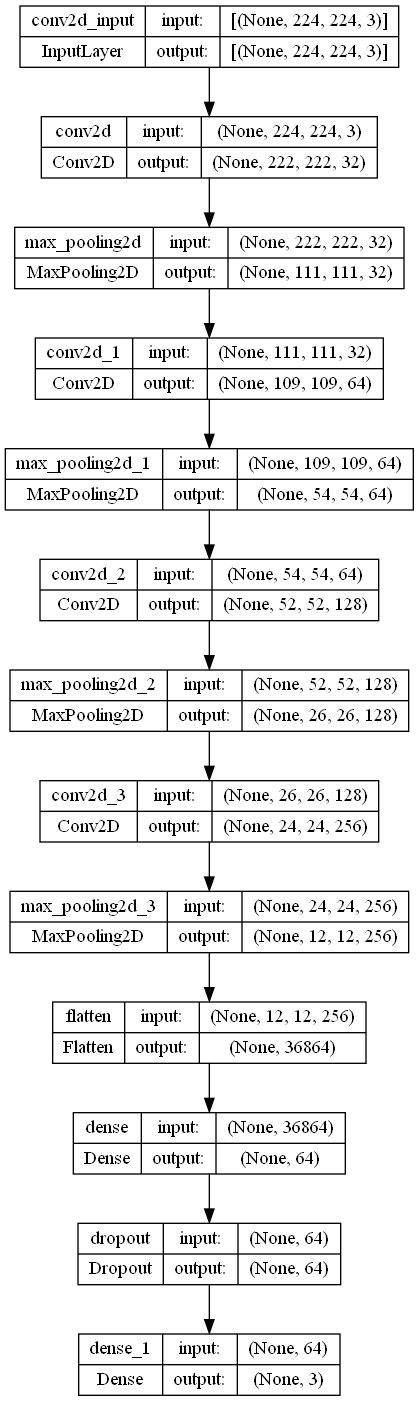 conv2d_input input: [(None, 224, 224, 3)]
InputLayer output: [(None, 224, 224, 3)]
conv2d input: (None, 224, 224, 3)
Conv2D output: (None, 222, 222, 32)
max_pooling2d input: (None, 222, 222, 32)
MaxPooling2D output: (None, 111, 111, 32)
conv2d_1 input: (None, 111, 111, 32)
Conv2D output: (None, 109, 109, 64)
max_pooling2d_1 input: (None, 109, 109, 64)
MaxPooling2D output: (None, 54, 54, 64)
conv2d_2 input: (None, 54, 54, 64)
Conv2D output: (None, 52, 52, 128)
max_pooling2d_2 input: (None, 52, 52, 128)
MaxPooling2D output: (None, 26, 26, 128)
conv2d_3 input: (None, 26, 26, 128)
Conv2D output: (None, 24, 24, 256)
max_pooling2d_3 input: (None, 24, 24, 256)
MaxPooling2D output: (None, 12, 12, 256)
flatten input: (None, 12, 12, 256)
Flatten output: (None, 36864)
dense input: (None, 36864)
Dense output: (None, 64)
dropout input: (None, 64)
Dropout output: (None, 64)
dense_1 input: (None, 64)
Dense output: (None, 3)